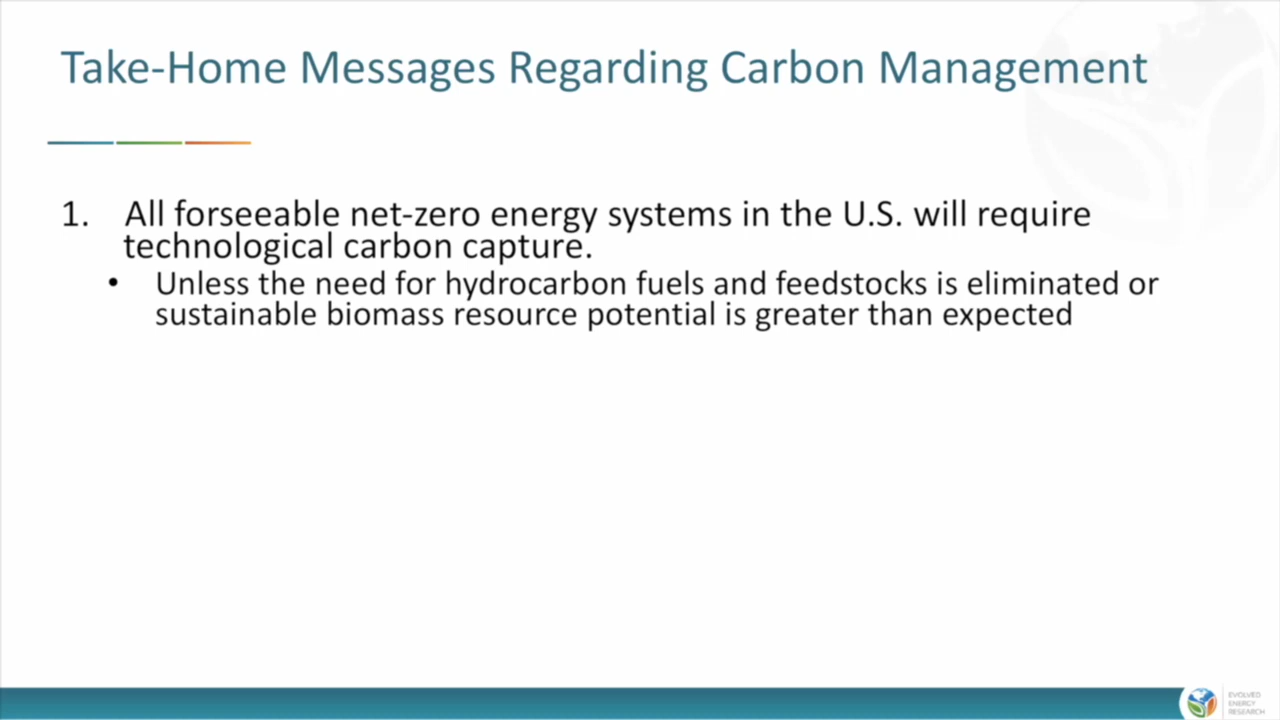 Take-Home Messages Regarding Carbon Management
1. All forseeable net-zero energy systems in the U.S. will require
technological carbon capture.
• Unless the need for hydrocarbon fuels and feedstocks is eliminated or
sustainable biomass resource potential is greater than expected
EVOLVED
ENERGY
RESEARCH